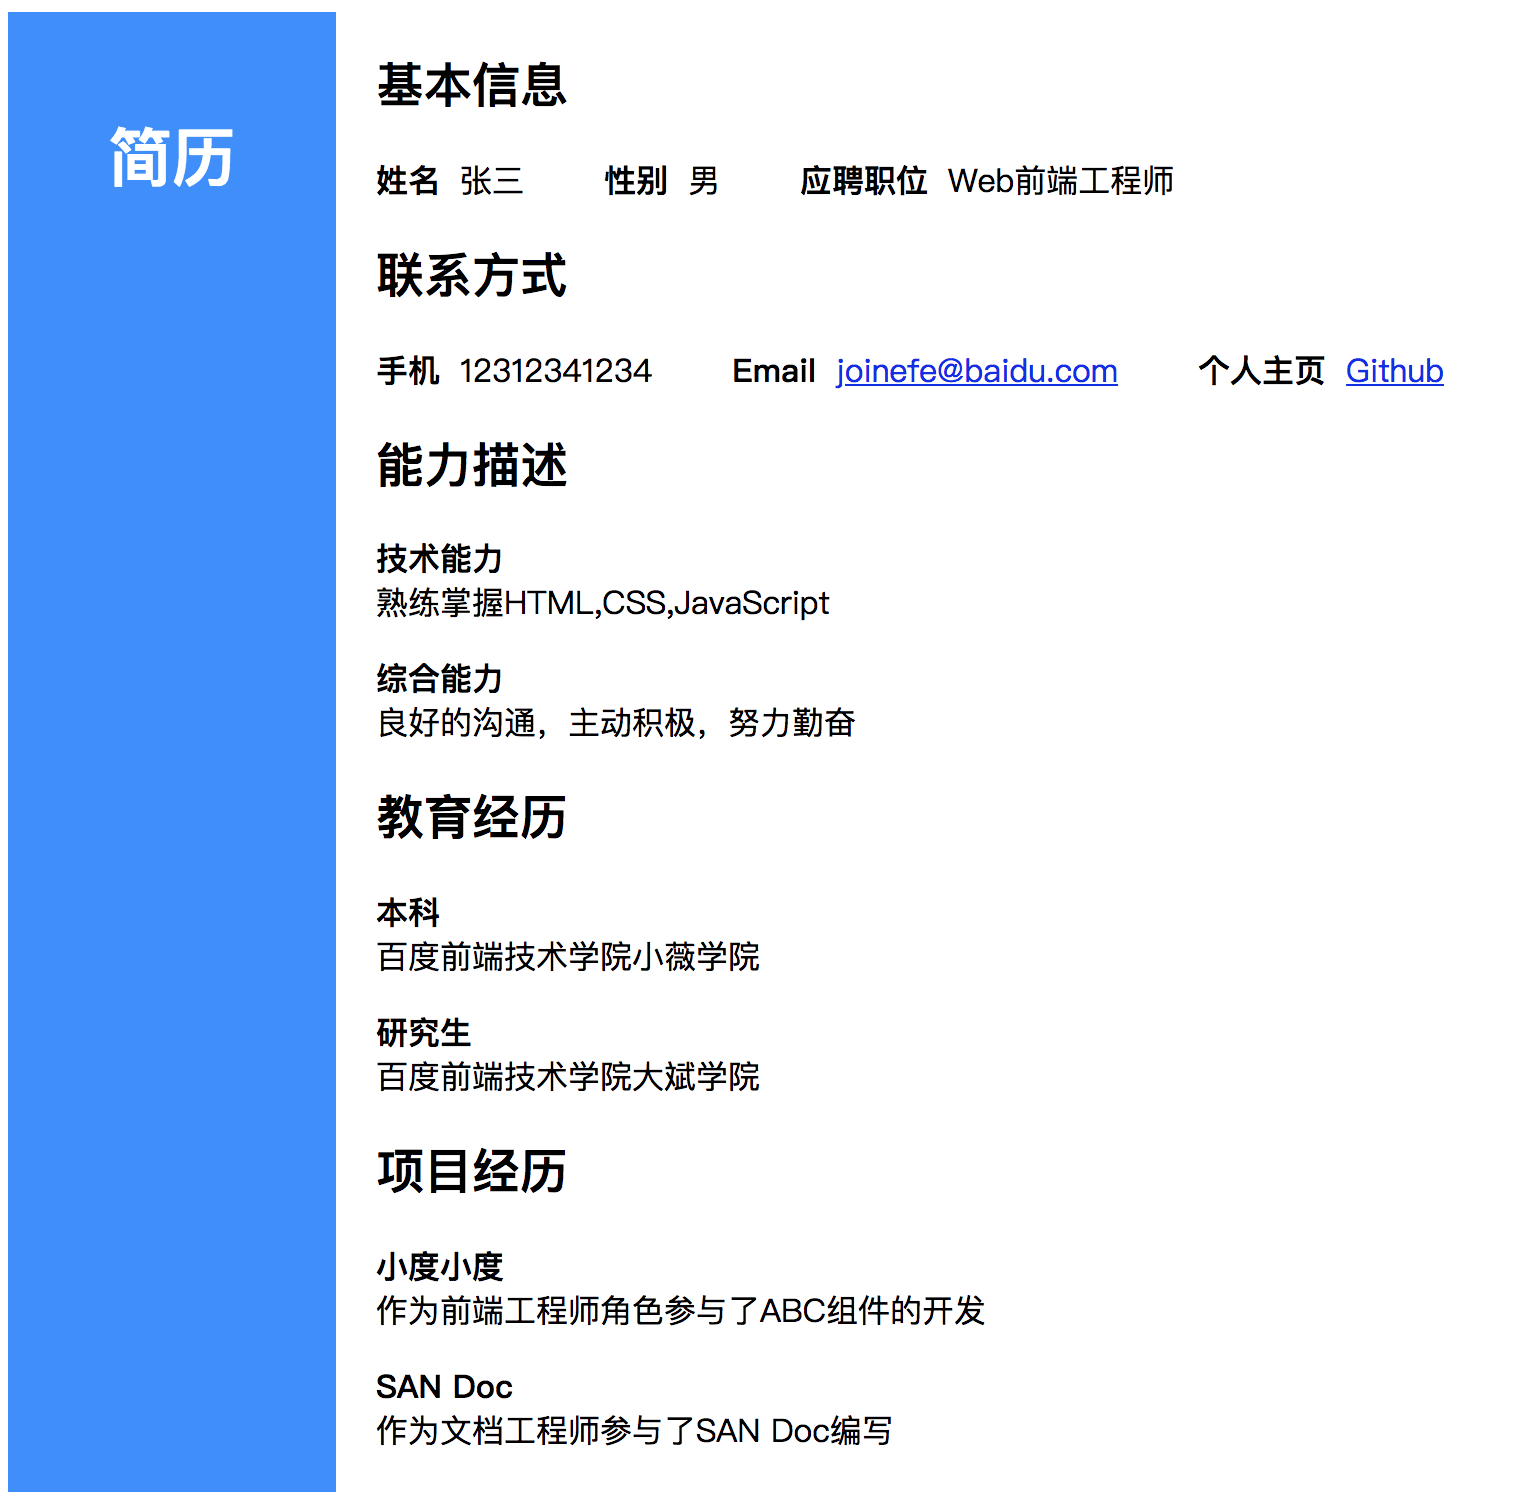 简历
基本信息
姓名 张三 性别 男 应聘职位 Web前端工程师
联系方式
手机 12312341234 Email joinefe@baidu.com 个人主页 Github
能力描述
技术能力
熟练掌握HTML,CSS,JavaScript
综合能力
良好的沟通，主动积极，努力勤奋
教育经历
本科
百度前端技术学院小薇学院
研究生
百度前端技术学院大斌学院
项目经历
小度小度
作为前端工程师角色参与了ABC组件的开发
SAN Doc
作为文档工程师参与了SAN Doc编写